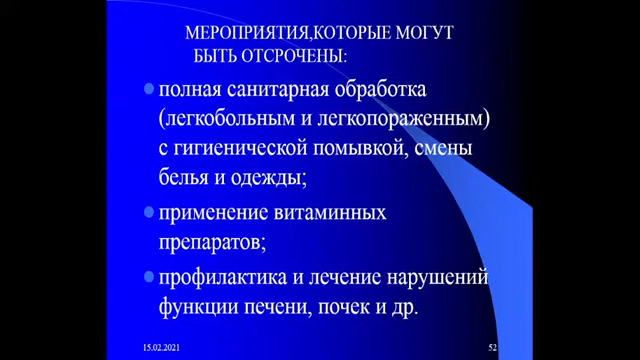 МЕРОПРИЯТИЯ,КОТОРЫЕ МОГУТ
БЫТЬ ОТСРОЧЕНЫ:
полная санитарная обработка
(легкобольным и легкопораженным)
с гигиенической помывкой, смены
белья и одежды;
применение витаминных
препаратов;
профилактика и лечение нарушений
функции печени, почек и др.
15.02.2021
52